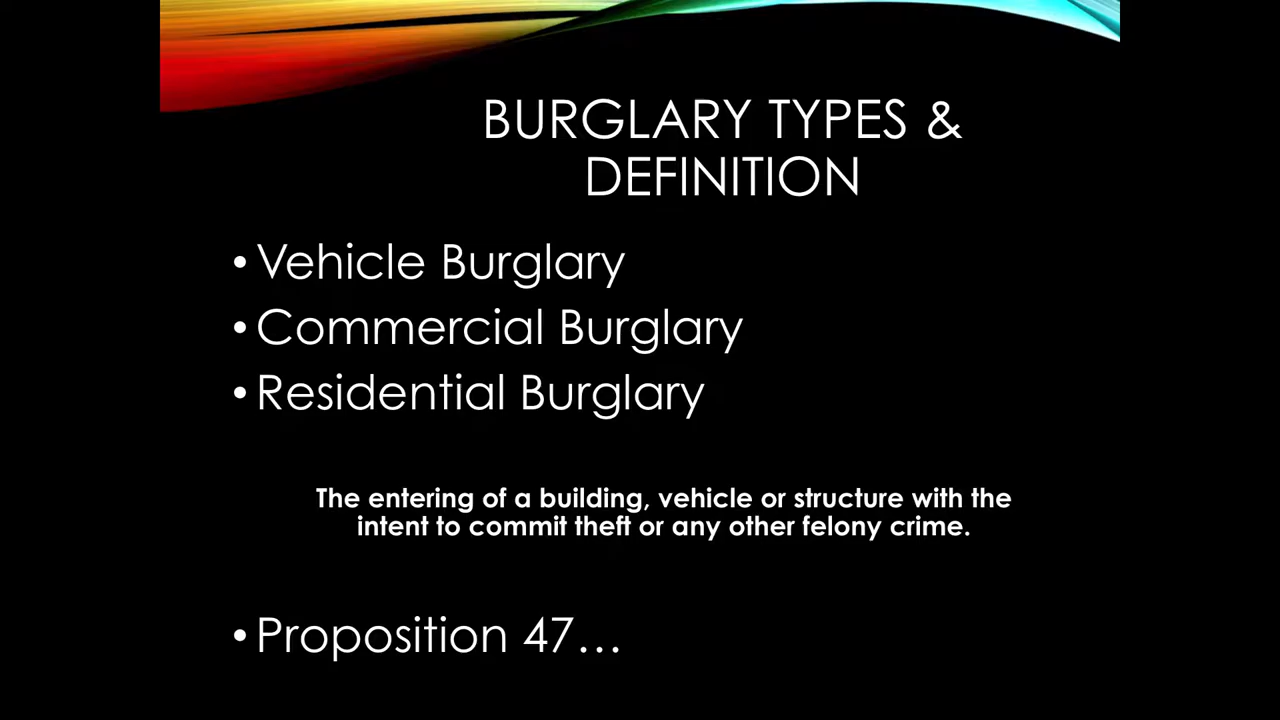 BURGLARY TYPES &
DEFINITION
• Vehicle Burglary
• Commercial Burglary
• Residential Burglary
The entering of a building, vehicle or structure with the
intent to commit theft or any other felony crime.
• Proposition 47…